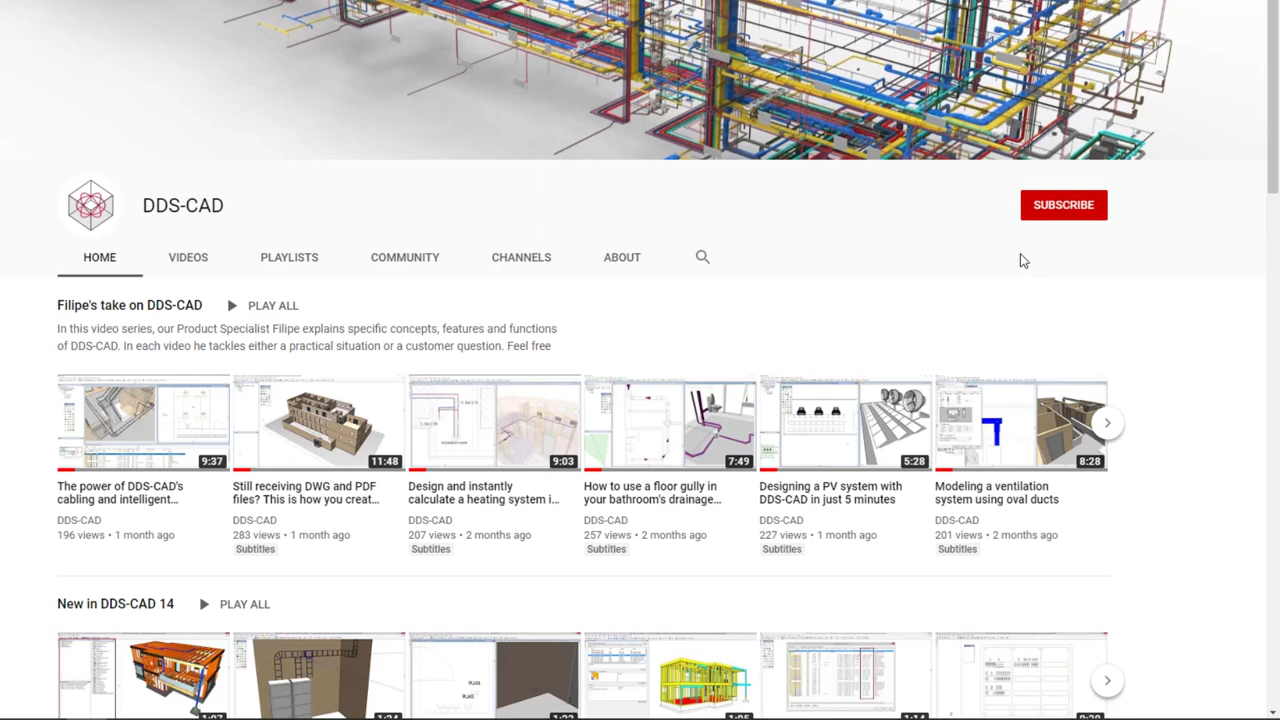 DDS-CAD
SUBSCRIBE
HOME VIDEOS PLAYLISTS COMMUNITY CHANNELS ABOUT
Filipe's take on DDS-CAD PLAY ALL
In this video series, our Product Specialist Filipe explains specific concepts, features and functions
of DDS-CAD. In each video he tackles either a practical situation or a customer question. Feel free
9:37 11:48 9:03 7:49 5:28 8:28
The power of DDS-CAD's
cabling and intelligent...
DDS-CAD
196 views • 1 month ago
Still receiving DWG and PDF
files? This is how you creat...
DDS-CAD
283 views • 1 month ago
Subtitles
Design and instantly
calculate a heating system i...
DDS-CAD
207 views • 2 months ago
Subtitles
How to use a floor gully in
your bathroom's drainage...
DDS-CAD
257 views • 2 months ago
Subtitles
Designing a PV system with
DDS-CAD in just 5 minutes
DDS-CAD
227 views • 1 month ago
Subtitles
Modeling a ventilation
system using oval ducts
DDS-CAD
201 views • 2 months ago
Subtitles
New in DDS-CAD 14 PLAY ALL